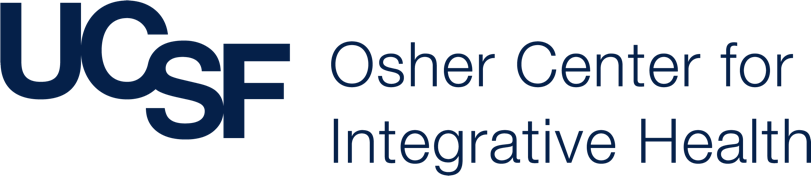 UCSF
Osher Center for
Integrative Health